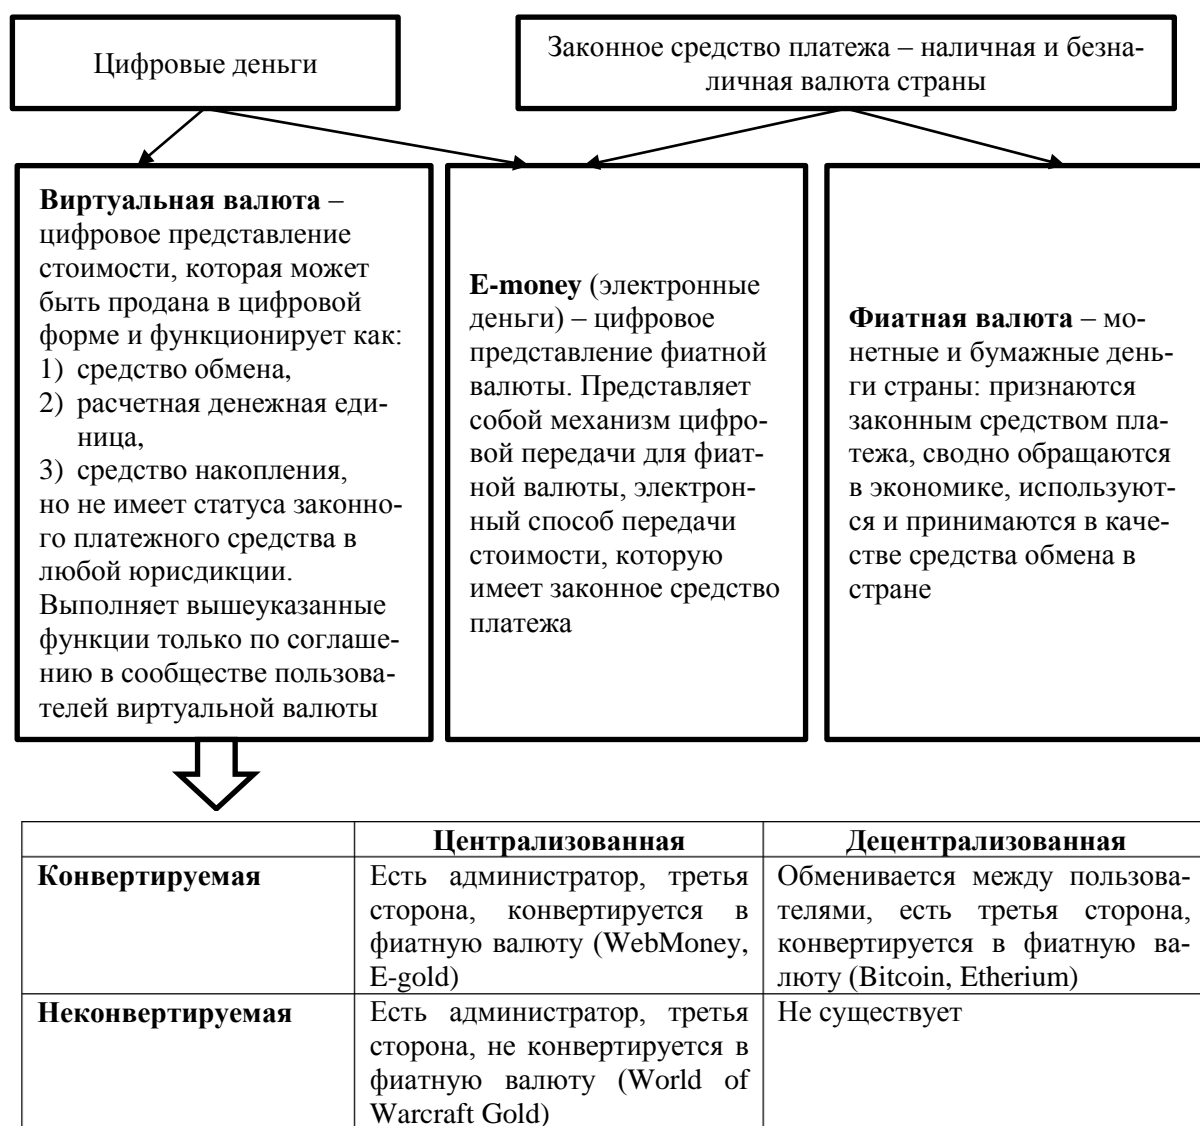 Цифровые деньги
Законное средство платежа – наличная и безна-
личная валюта страны
Виртуальная валюта –
цифровое представление
стоимости, которая может
быть продана в цифровой
форме и функционирует как:
1) средство обмена,
2) расчетная денежная еди-
ница,
3) средство накопления,
но не имеет статуса законно-
го платежного средства в
любой юрисдикции.
Выполняет вышеуказанные
функции только по соглаше-
нию в сообществе пользова-
телей виртуальной валюты
E-money (электронные
деньги) – цифровое
представление фиатной
валюты. Представляет
собой механизм цифро-
вой передачи для фиат-
ной валюты, электрон-
ный способ передачи
стоимости, которую
имеет законное средство
платежа
Фиатная валюта – мо-
нетные и бумажные день-
ги страны: признаются
законным средством пла-
тежа, сводно обращаются
в экономике, используют-
ся и принимаются в каче-
стве средства обмена в
стране
Централизованная
Децентрализованная
Конвертируемая
Есть администратор, третья
сторона, конвертируется в
фиатную валюту (WebMoney,
E-gold)
Обменивается между пользова-
телями, есть третья сторона,
конвертируется в фиатную ва-
люту (Bitcoin, Etherium)
Неконвертируемая
Есть администратор, третья
сторона, не конвертируется в
фиатную валюту (World of
Warcraft Gold)
Не существует